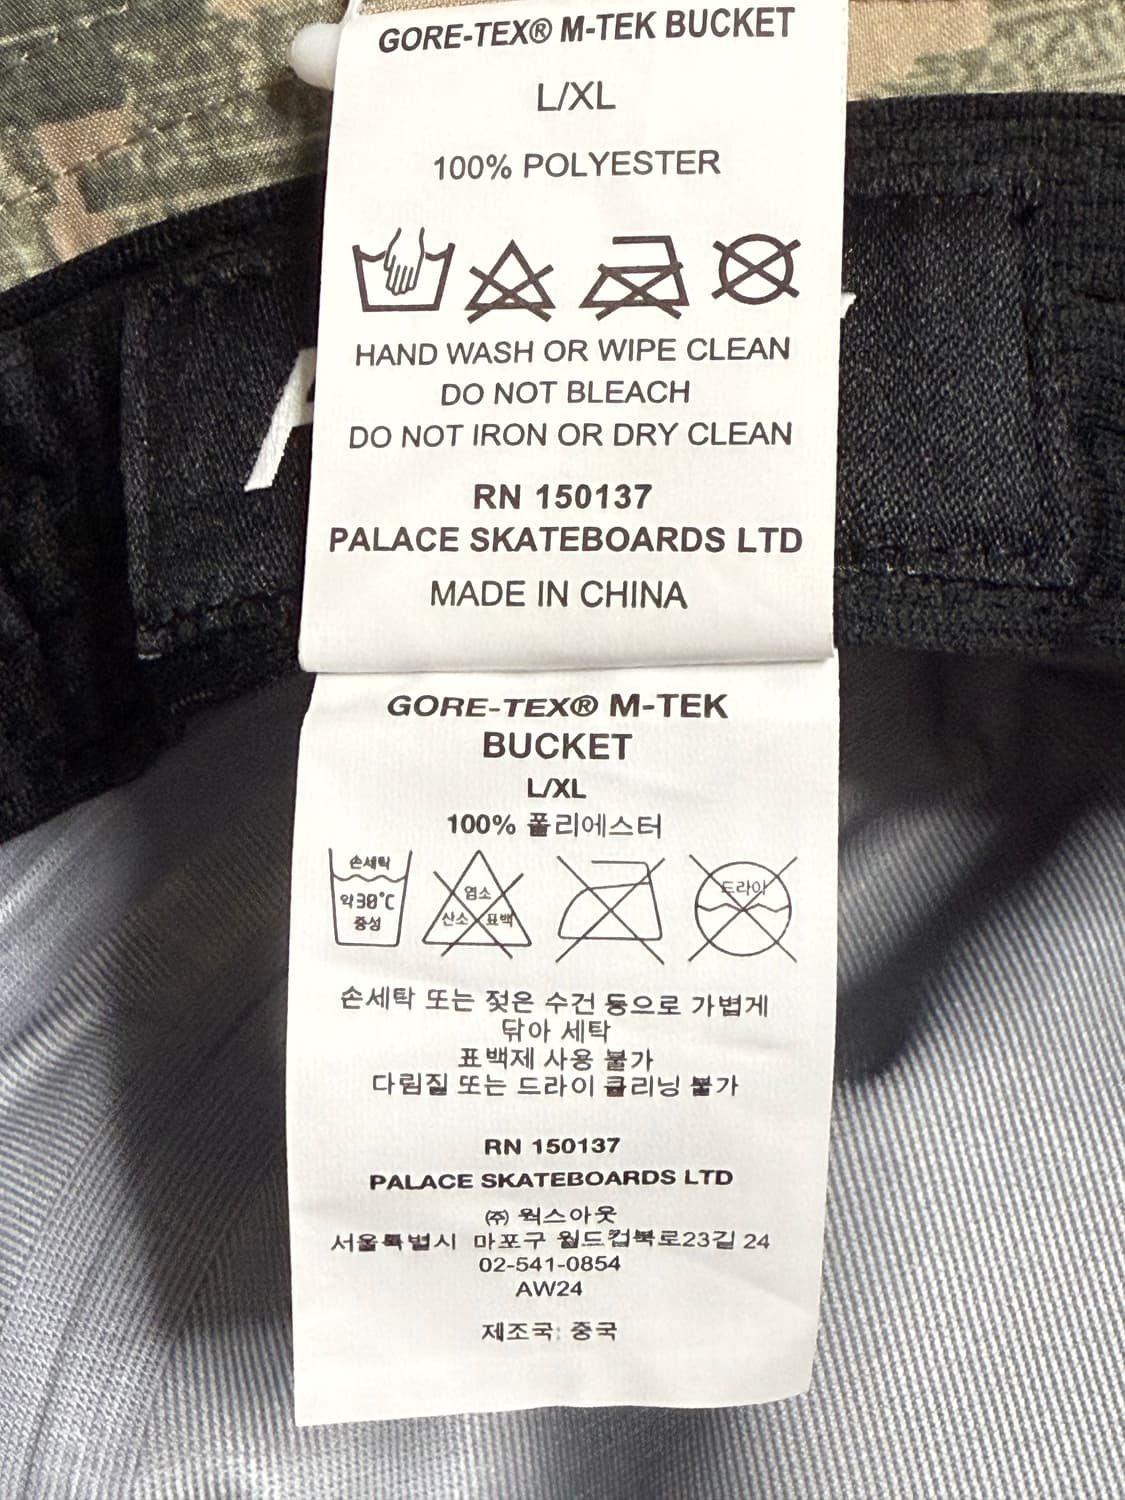 GORE-TEX® M-TEK BUCKET
L/XL
100% POLYESTER
HAND WASH OR WIPE CLEAN
DO NOT BLEACH
DO NOT IRON OR DRY CLEAN
RN 150137
PALACE SKATEBOARDS LTD
MADE IN CHINA
GORE-TEX® M-TEK
BUCKET
L/XL
100% 폴리에스터
손세탁
약30°C
중성
염소
산소 표백
드라이
손세탁 또는 젖은 수건 등으로 가볍게
닦아 세탁
표백제 사용 불가
다림질 또는 드라이 클리닝 불가
RN 150137
PALACE SKATEBOARDS LTD
㈜ 웍스아웃
서울특별시 마포구 월드컵북로23길 24
02-541-0854
AW24
제조국: 중국